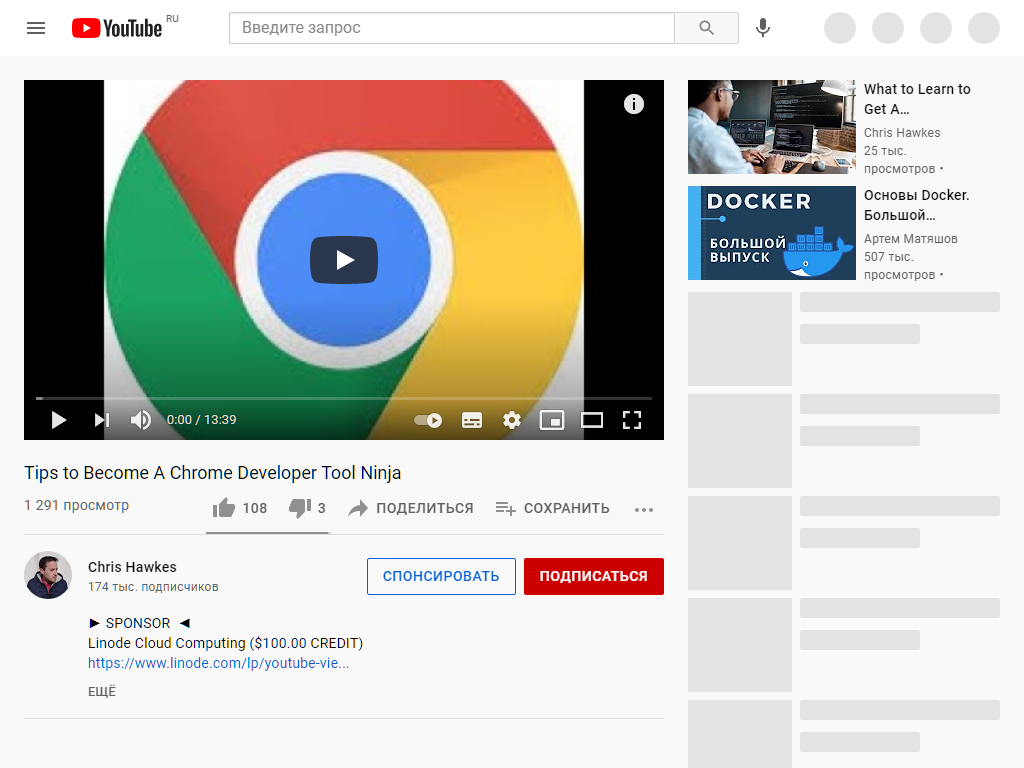 YouTube RU
Введите запрос
0:00 / 13:39
Tips to Become A Chrome Developer Tool Ninja
1 291 просмотр
108
3
ПОДЕЛИТЬСЯ
СОХРАНИТЬ
Chris Hawkes
174 тыс. подписчиков
СПОНСИРОВАТЬ
ПОДПИСАТЬСЯ
► SPONSOR ◄
Linode Cloud Computing ($100.00 CREDIT)
https://www.linode.com/lp/youtube-vie...
ЕЩЁ
What to Learn to
Get A…
Chris Hawkes
25 тыс.
просмотров •
DOCKER
БОЛЬШОЙ
ВЫПУСК
Основы Docker.
Большой…
Артем Матяшов
507 тыс.
просмотров •